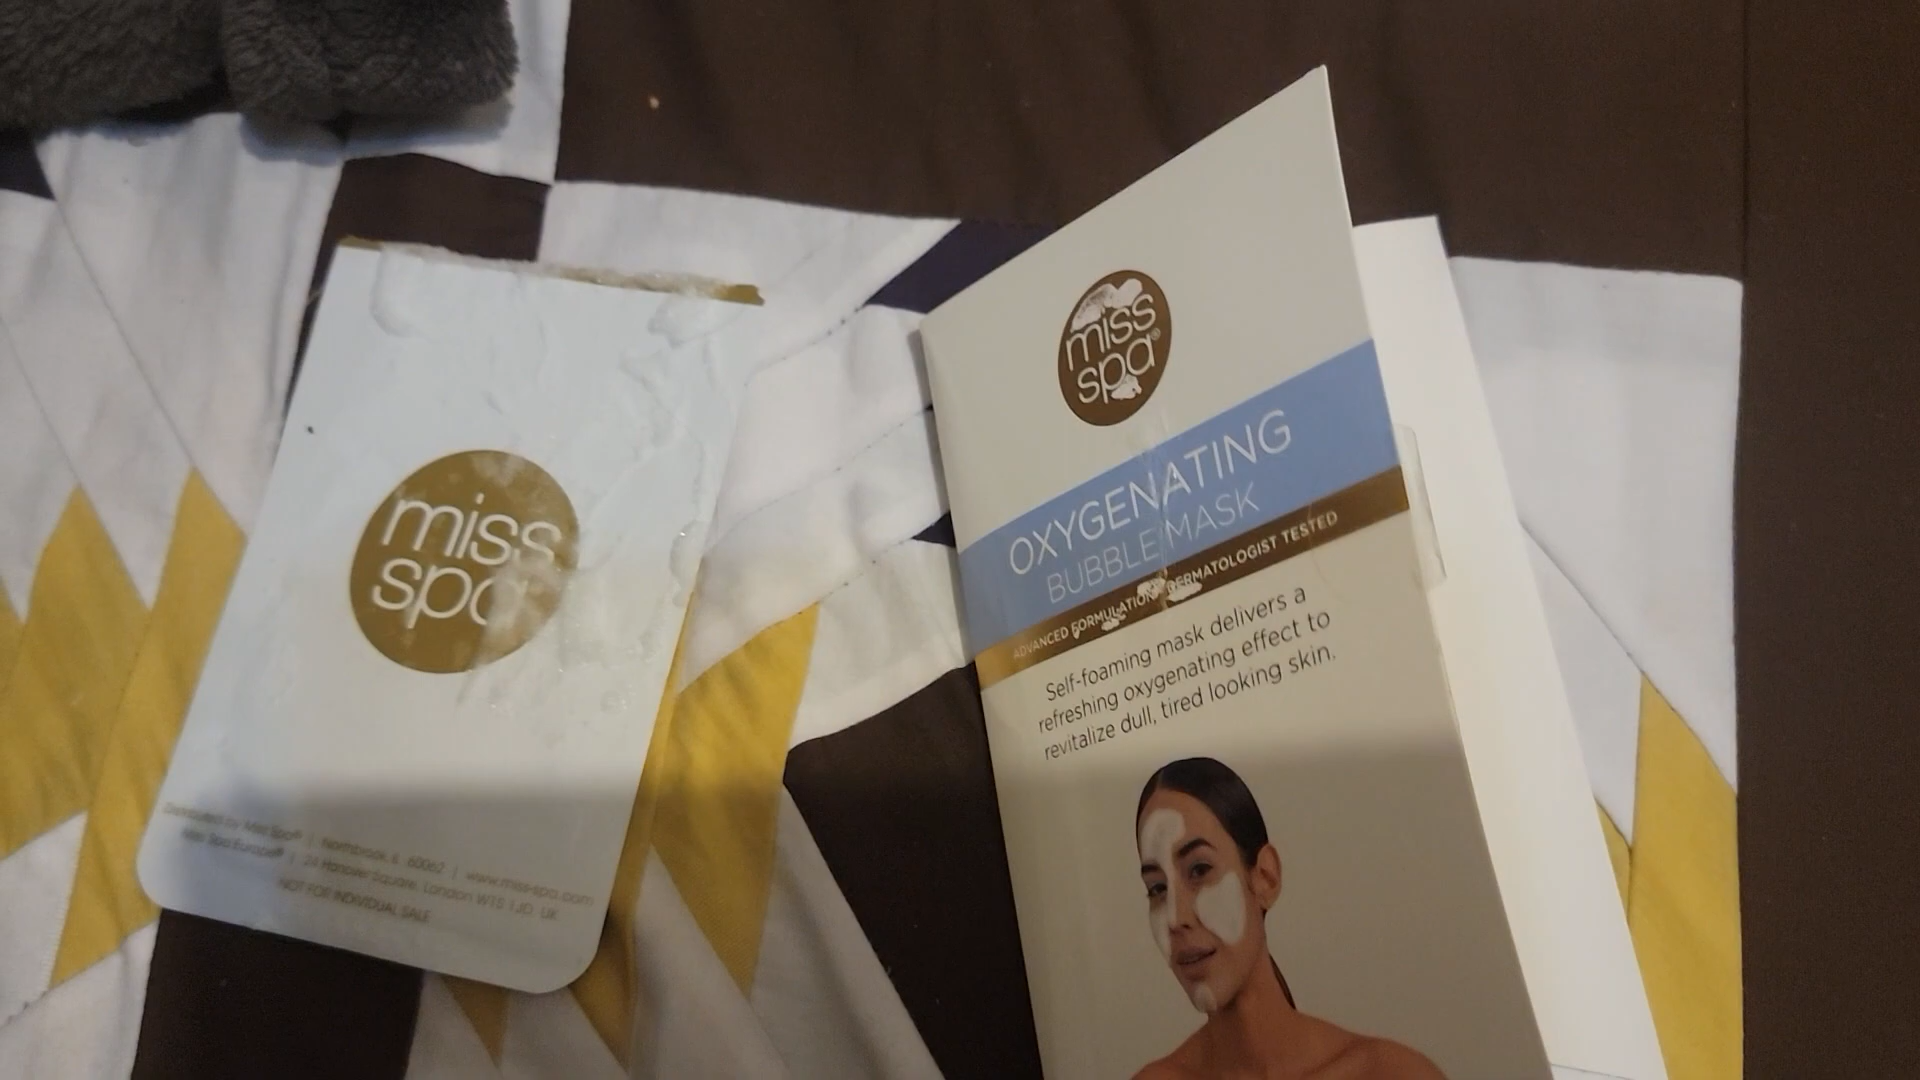 miss
spa
Distributed by Miss Spa® | Northbrook, IL 60062 | www.miss-spa.com
Miss Spa Europe® | 24 Hanover Square, London W1S 1JD UK
NOT FOR INDIVIDUAL SALE
miss
spa®
OXYGENATING
BUBBLE MASK
ADVANCED FORMULATION DERMATOLOGIST TESTED
Self-foaming mask delivers a
refreshing oxygenating effect to
revitalize dull, tired looking skin.